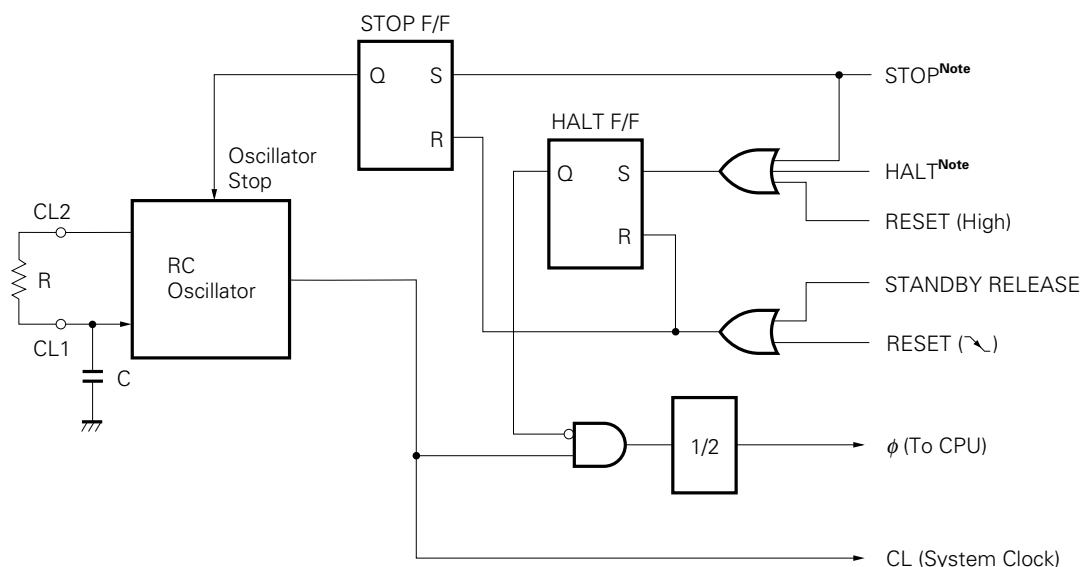 STOP F/F
Q S
R
STOP Note
HALT F/F
Q S
R
HALT Note
RESET (High)
Oscillator
Stop
CL2
R
RC
Oscillator
CL1
C
STANDBY RELEASE
RESET ( )
1/2
ϕ (To CPU)
CL (System Clock)